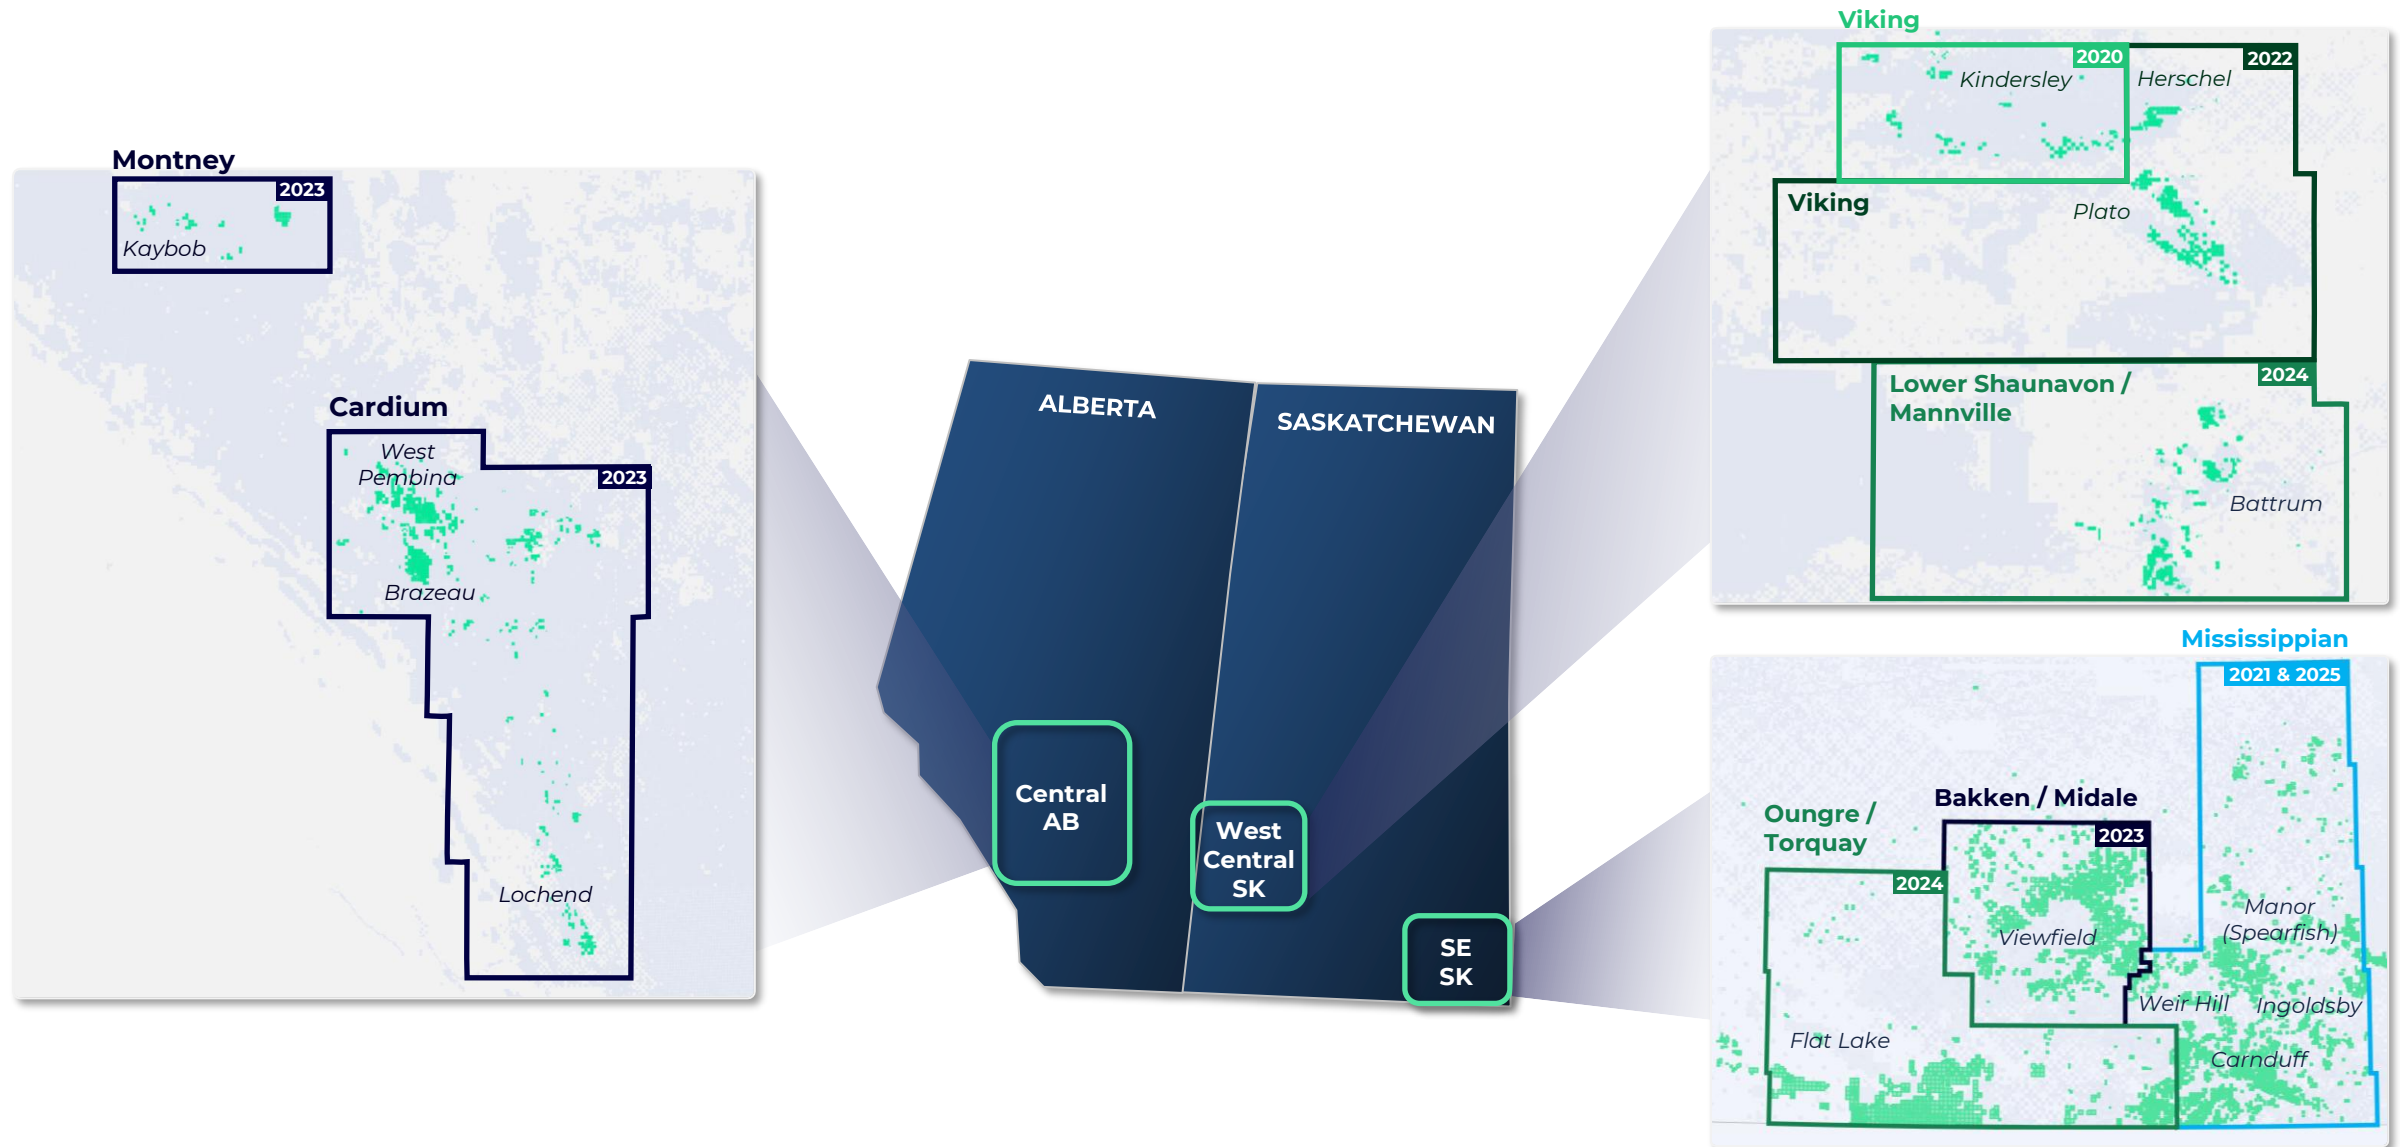 Montney
2023
Kaybob
Cardium
West
Pembina
2023
Brazeau
Lochend
ALBERTA
SASKATCHEWAN
Central
AB
West
Central
SK
SE
SK
Viking
2020
2022
Kindersley
Herschel
Viking
Plato
2024
Lower Shaunavon /
Mannville
Battrum
Mississippian
2021 & 2025
Bakken / Midale
2023
Oungre /
Torquay
2024
Manor
(Spearfish)
Viewfield
Weir Hill
Ingoldsby
Flat Lake
Carnduff